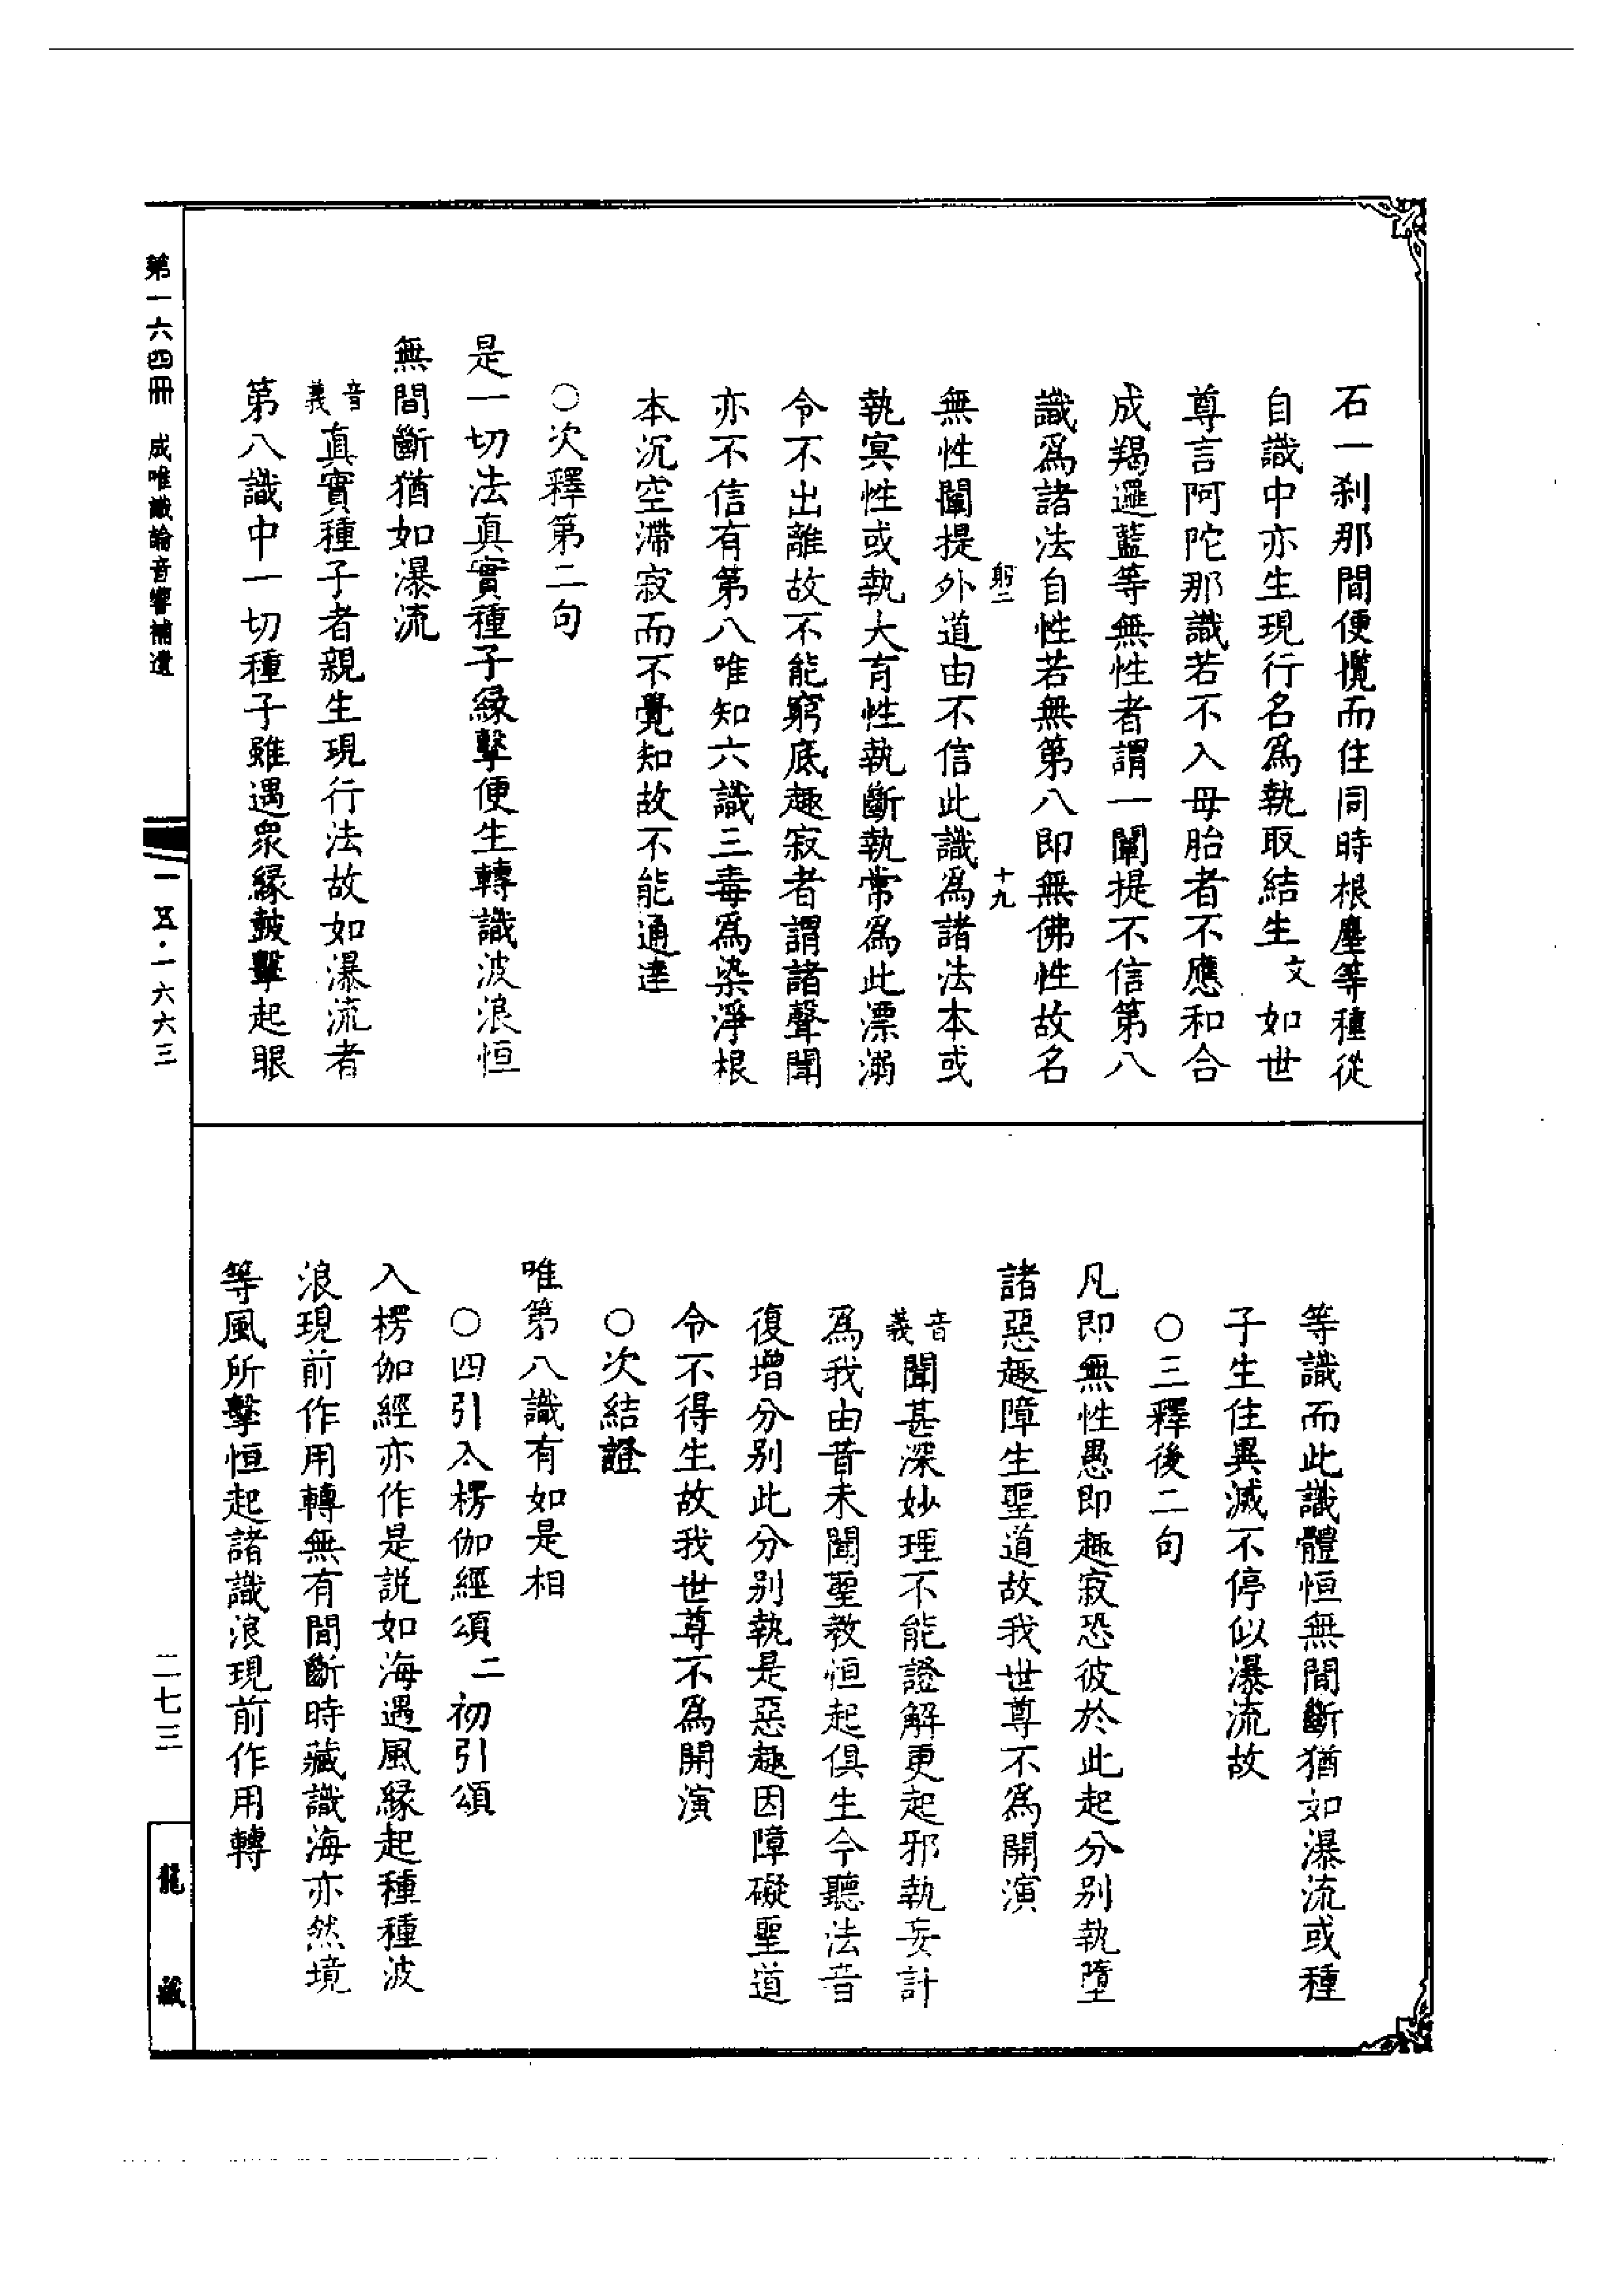 石一刹那間便攬而住同時根塵等種從
自識中亦生現行名爲執取結生文如世
尊言阿陀那識若不入母胎者不應和合
成羯邏藍等無性者謂一闡提不信第八
識爲諸法自性若無第八即無佛性故名
躬二 十九
無性闡提外道由不信此識爲諸法本或
執冥性或執大有性執斷執常爲此漂溺
令不出離故不能窮底趣寂者謂諸聲聞
亦不信有第八唯知六識三毒爲染淨根
本沉空滯寂而不覺知故不能通達
○次釋第二句
是一切法真實種子緣擊便生轉識波浪恒
無間斷猶如瀑流
音義真實種子者親生現行法故如瀑流者
第八識中一切種子雖遇眾緣鼓擊起眼
等識而此識體恒無間斷猶如瀑流或種
子生住異滅不停似瀑流故
○三釋後二句
凡即無性愚即趣寂恐彼於此起分别執墮
諸惡趣障生聖道故我世尊不爲開演
音義聞甚深妙理不能證解更起邪執妄計
爲我由昔未聞聖教恒起俱生今聽法音
復增分别此分别執是惡趣因障礙聖道
令不得生故我世尊不爲開演
○次結證
唯第八識有如是相
○四引入楞伽經頌二初引頌
入楞伽經亦作是説如海遇風緣起種種波
浪現前作用轉無有間斷時藏識海亦然境
等風所擊恒起諸識浪現前作用轉
第一六四冊 成唯識論音響補遺
一五·一六六三
二七三
龍藏